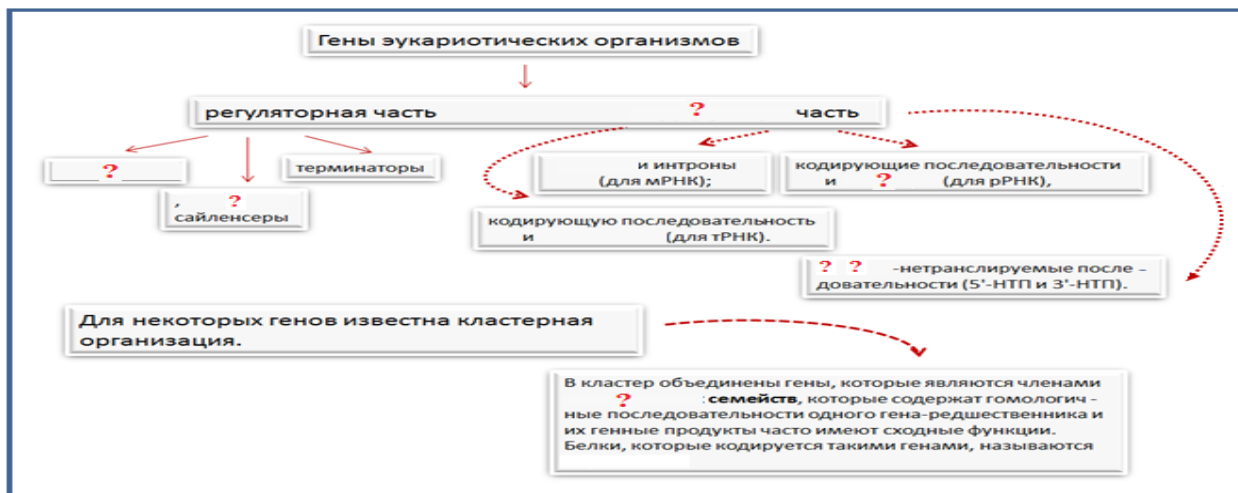 Гены эукариотических организмов
регуляторная часть ? часть
?
, ?
сайленсеры
терминаторы
и интроны
(для мРНК);
кодирующие последовательности
и ? (для рРНК),
кодирующую последовательность
и (для тРНК).
? ? -нетранслируемые после -
довательности (5'-НТП и 3'-НТП).
Для некоторых генов известна кластерная
организация.
В кластер объединены гены, которые являются членами
? : семейств, которые содержат гомологич -
ные последовательности одного гена-редшественника и
их генные продукты часто имеют сходные функции.
Белки, которые кодируется такими генами, называются